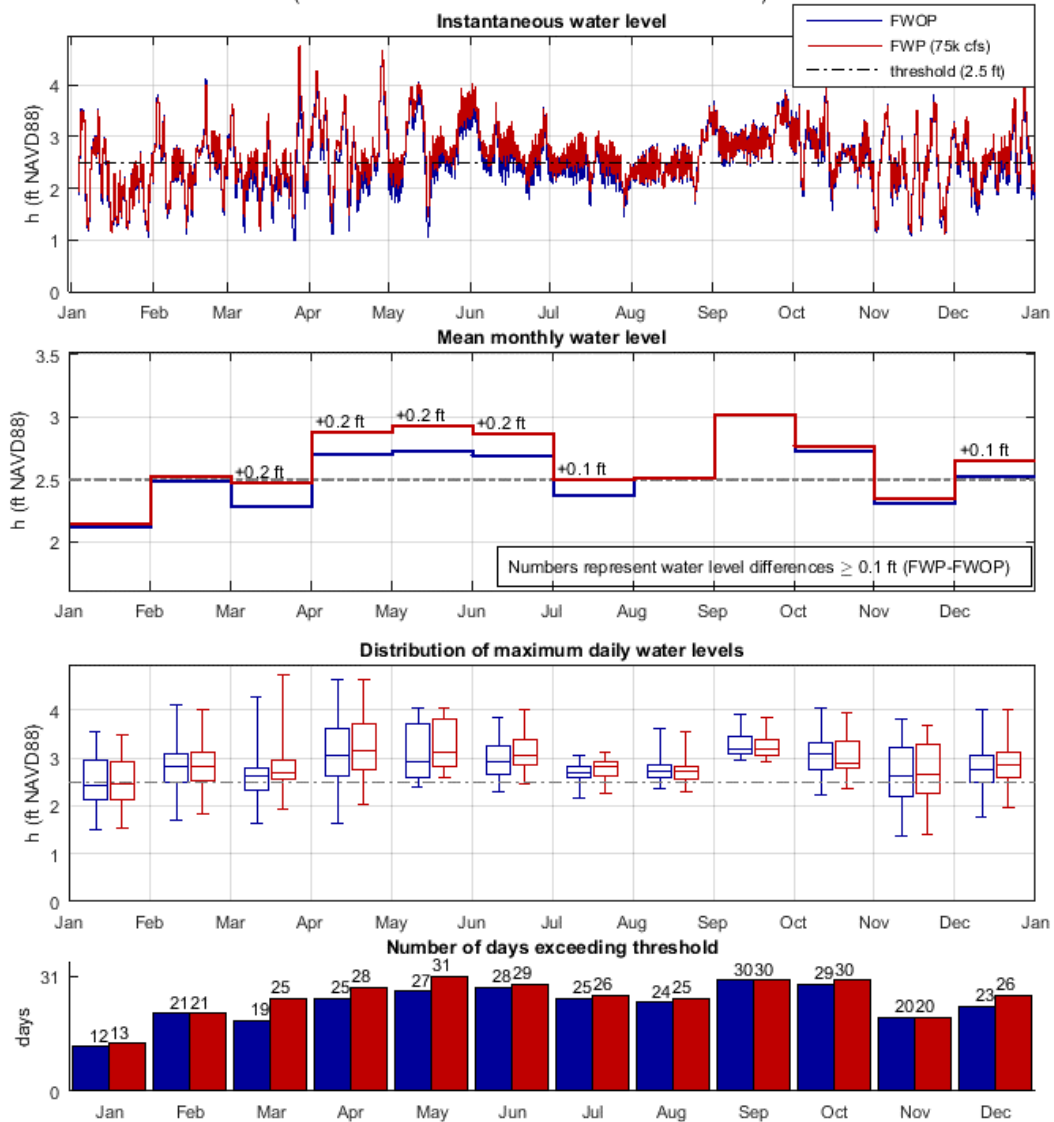 Instantaneous water level
FWOP
FWP (75k cfs)
threshold (2.5 ft)
h (ft NAVD88)
4
3
2
1
0
Jan Feb Mar Apr May Jun Jul Aug Sep Oct Nov Dec Jan
Mean monthly water level
h (ft NAVD88)
3.5
3
2.5
2
+0.2 ft
+0.2 ft
+0.2 ft
+0.2 ft
+0.1 ft
+0.1 ft
Numbers represent water level differences ≥ 0.1 ft (FWP-FWOP)
Jan Feb Mar Apr May Jun Jul Aug Sep Oct Nov Dec
Distribution of maximum daily water levels
h (ft NAVD88)
4
3
2
1
0
Jan Feb Mar Apr May Jun Jul Aug Sep Oct Nov Dec Jan
Number of days exceeding threshold
days
31
0
12 13 21 21 19 25 25 28 27 31 28 29 25 26 24 25 30 30 29 30 20 20 23 26
Jan Feb Mar Apr May Jun Jul Aug Sep Oct Nov Dec